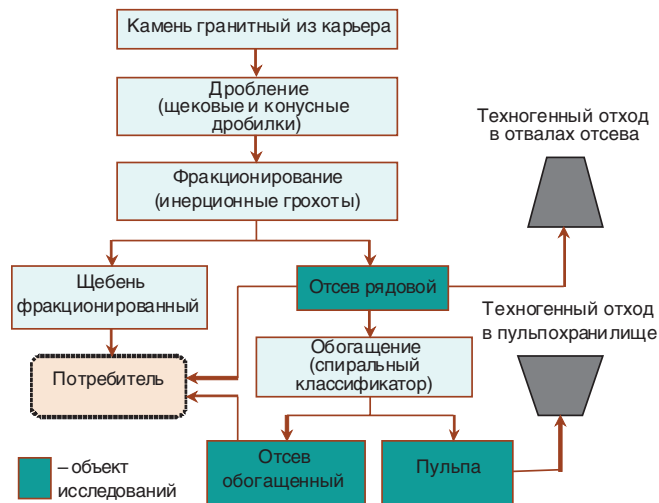 Камень гранитный из карьера
Дробление
(щековые и конусные
дробилки)
Техногенный отход
в отвалах отсева
Фракционирование
(инерционные грохоты)
Щебень
фракционированный
Отсев рядовой
Техногенный отход
в пульпохранилище
Обогащение
(спиральный
классификатор)
Потребитель
Отсев
обогащенный
Пульпа
– объект
исследований